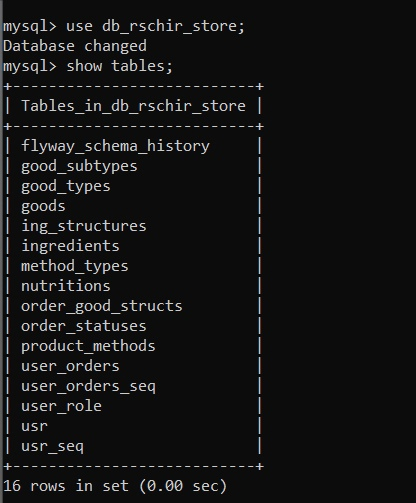 mysql> use db_rschir_store;
Database changed
mysql> show tables;
+---------------------------+
| Tables_in_db_rschir_store |
+---------------------------+
| flyway_schema_history     |
| good_subtypes             |
| good_types                |
| goods                     |
| ing_structures            |
| ingredients               |
| method_types              |
| nutritions                |
| order_good_structs        |
| order_statuses            |
| product_methods           |
| user_orders               |
| user_orders_seq           |
| user_role                 |
| usr                       |
| usr_seq                   |
+---------------------------+
16 rows in set (0.00 sec)